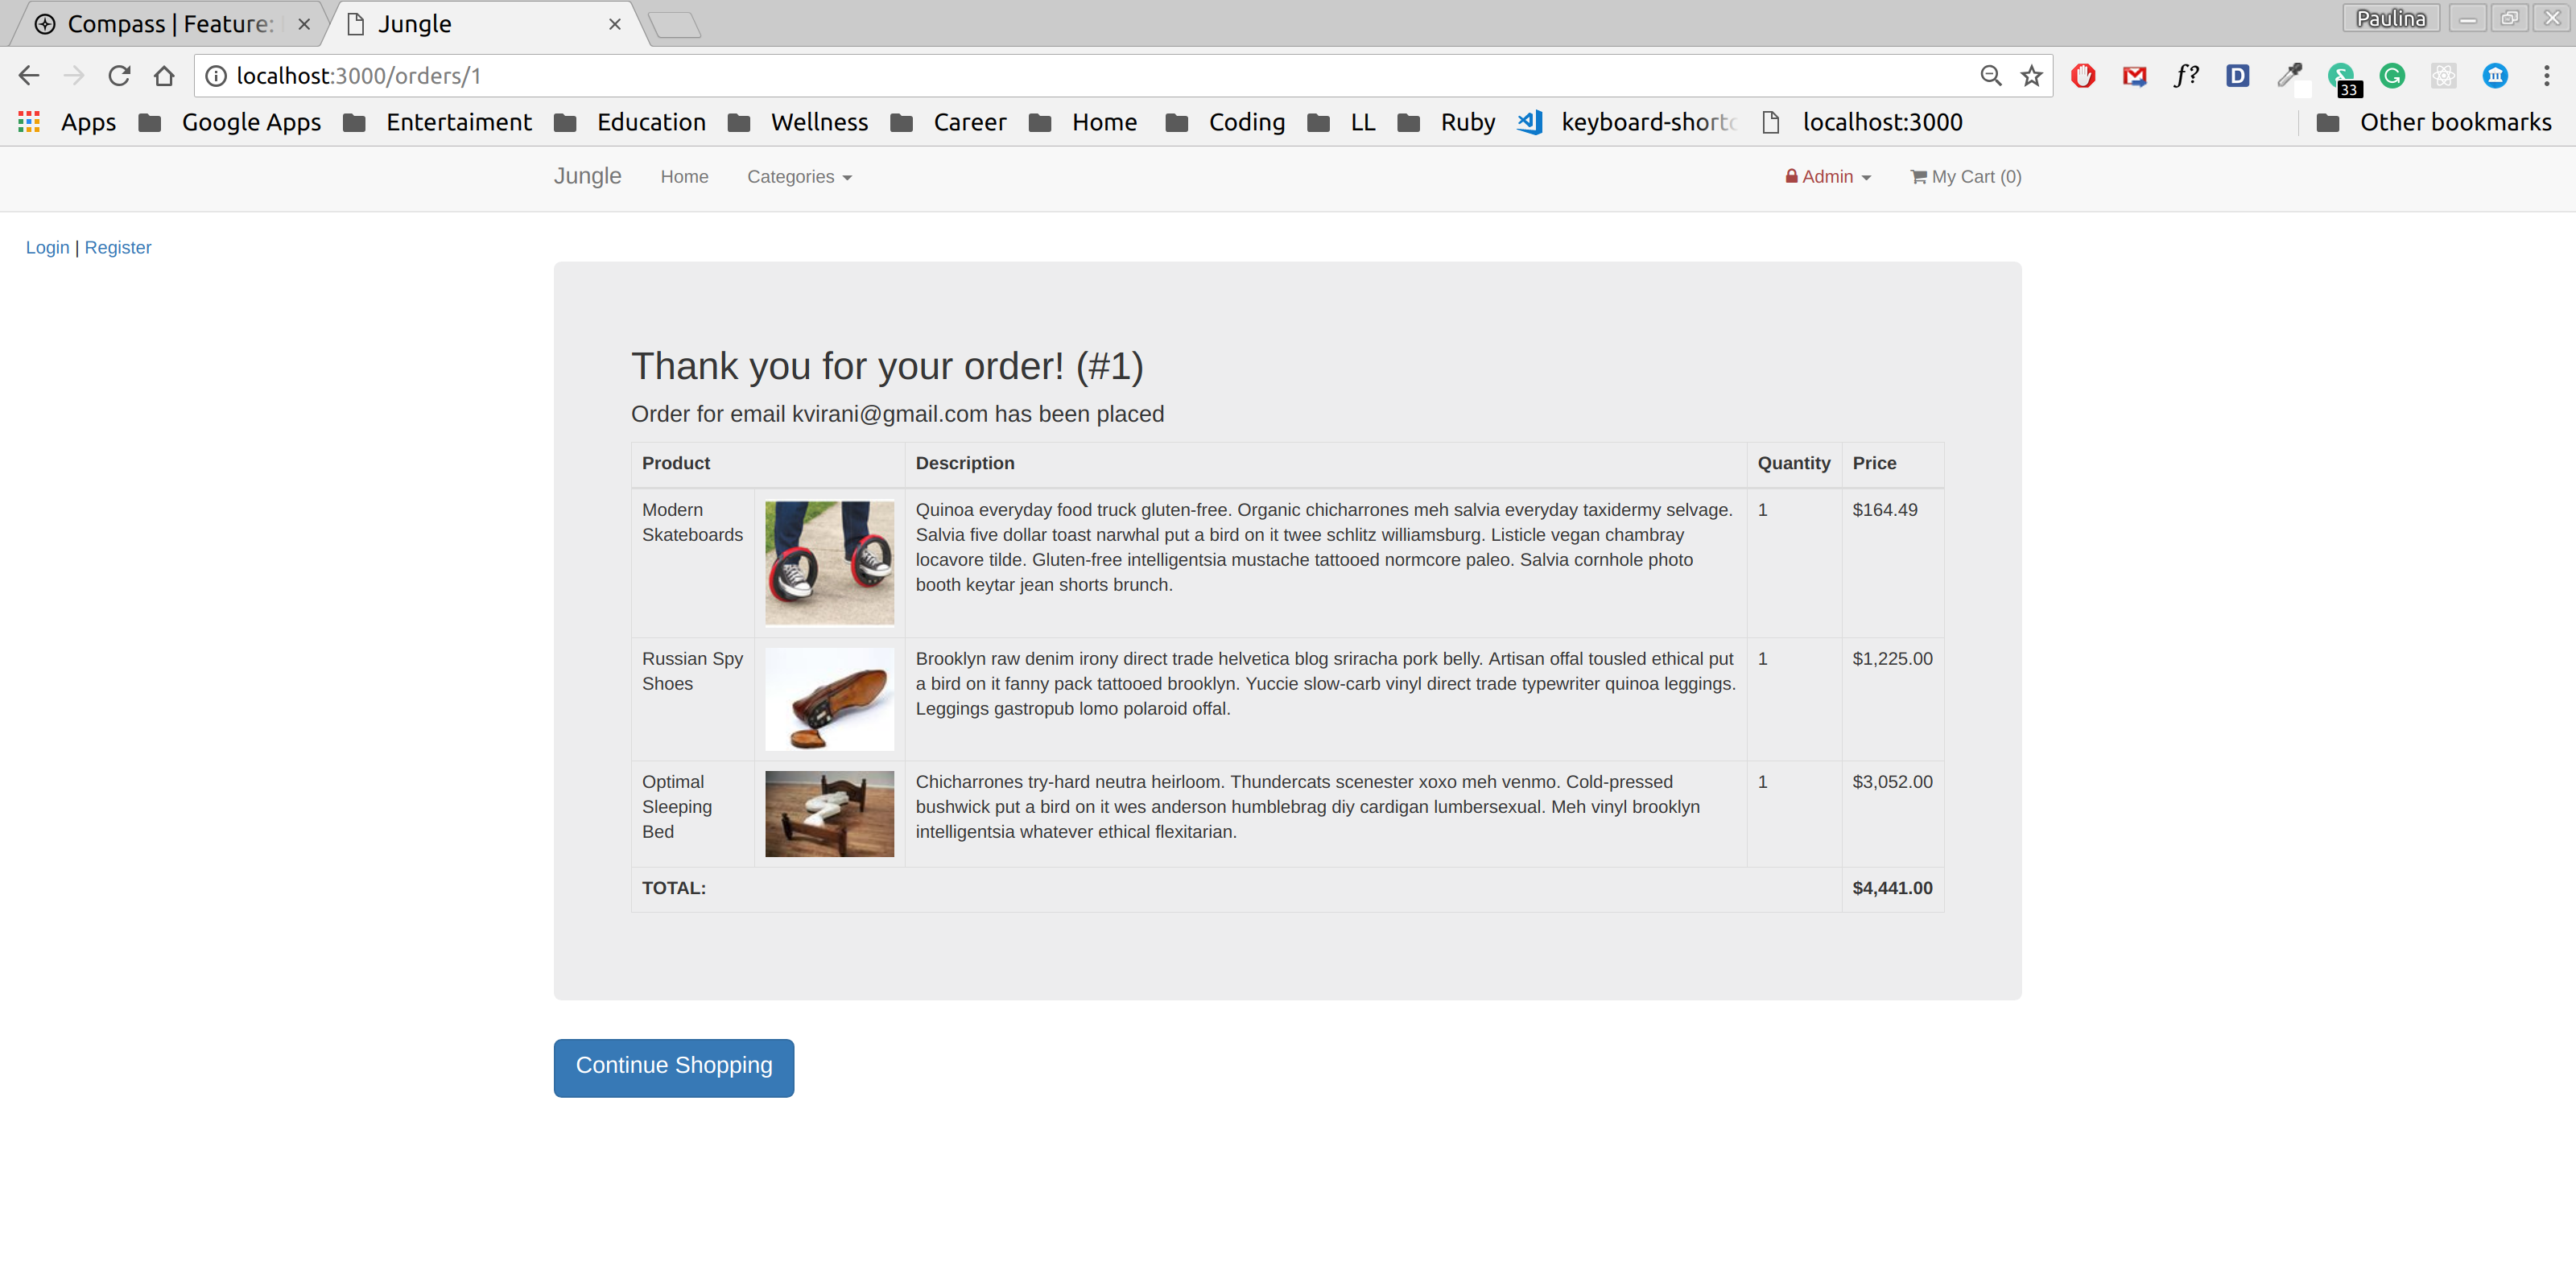 Compass | Feature:
Jungle
Paulina
localhost:3000/orders/1
f?
D
33
G
Apps
Google Apps
Entertaiment
Education
Wellness
Career
Home
Coding
LL
Ruby
keyboard-shortc
localhost:3000
Other bookmarks
Jungle
Home
Categories
Admin
My Cart (0)
Login | Register
Thank you for your order! (#1)
Order for email kvirani@gmail.com has been placed
Product Description Quantity Price
Modern
Skateboards
Quinoa everyday food truck gluten-free. Organic chicharrones meh salvia everyday taxidermy selvage.
Salvia five dollar toast narwhal put a bird on it twee schlitz williamsburg. Listicle vegan chambray
locavore tilde. Gluten-free intelligentsia mustache tattooed normcore paleo. Salvia cornhole photo
booth keytar jean shorts brunch.
1
$164.49
Russian Spy
Shoes
Brooklyn raw denim irony direct trade helvetica blog sriracha pork belly. Artisan offal tousled ethical put
a bird on it fanny pack tattooed brooklyn. Yuccie slow-carb vinyl direct trade typewriter quinoa leggings.
Leggings gastropub lomo polaroid offal.
1
$1,225.00
Optimal
Sleeping
Bed
Chicharrones try-hard neutra heirloom. Thundercats scenester xoxo meh venmo. Cold-pressed
bushwick put a bird on it wes anderson humblebrag diy cardigan lumbersexual. Meh vinyl brooklyn
intelligentsia whatever ethical flexitarian.
1
$3,052.00
TOTAL: $4,441.00
Continue Shopping